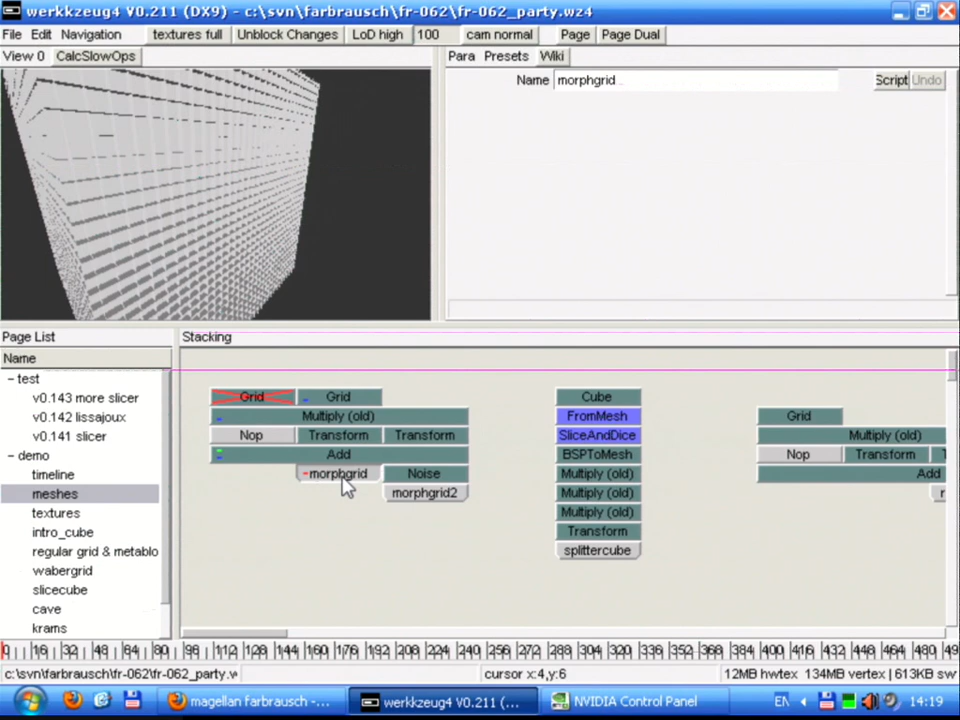 werkkzeug4 V0.211 (DX9) - c:\svn\farbrausch\fr-062\fr-062_party.wz4
File Edit Navigation textures full Unblock Changes LoD high 100 cam normal Page Page Dual
View 0 CalcSlowOps Para Presets Wiki
Name morphgrid Script Undo
Page List Stacking
Name
test
v0.143 more slicer
v0.142 lissajoux
v0.141 slicer
demo
timeline
meshes
textures
intro_cube
regular grid & metablo
wabergrid
slicecube
cave
krams
Grid Grid
Multiply (old)
Nop Transform Transform
Add
morphgrid Noise
morphgrid2
Cube
FromMesh
SliceAndDice
BSPToMesh
Multiply (old)
Multiply (old)
Multiply (old)
Transform
splittercube
Grid
Multiply (old)
Nop Transform T
Add
r
0 16 32 48 64 80 96 112 128 144 160 176 192 208 224 240 256 272 288 304 320 336 352 368 384 400 416 432 448 464 480 49
c:\svn\farbrausch\fr-062\fr-062_party.w cursor x:4,y:6 12MB hwtex 134MB vertex | 613KB sw
magellan farbrausch -... werkkzeug4 V0.211 (... NVIDIA Control Panel EN 14:19